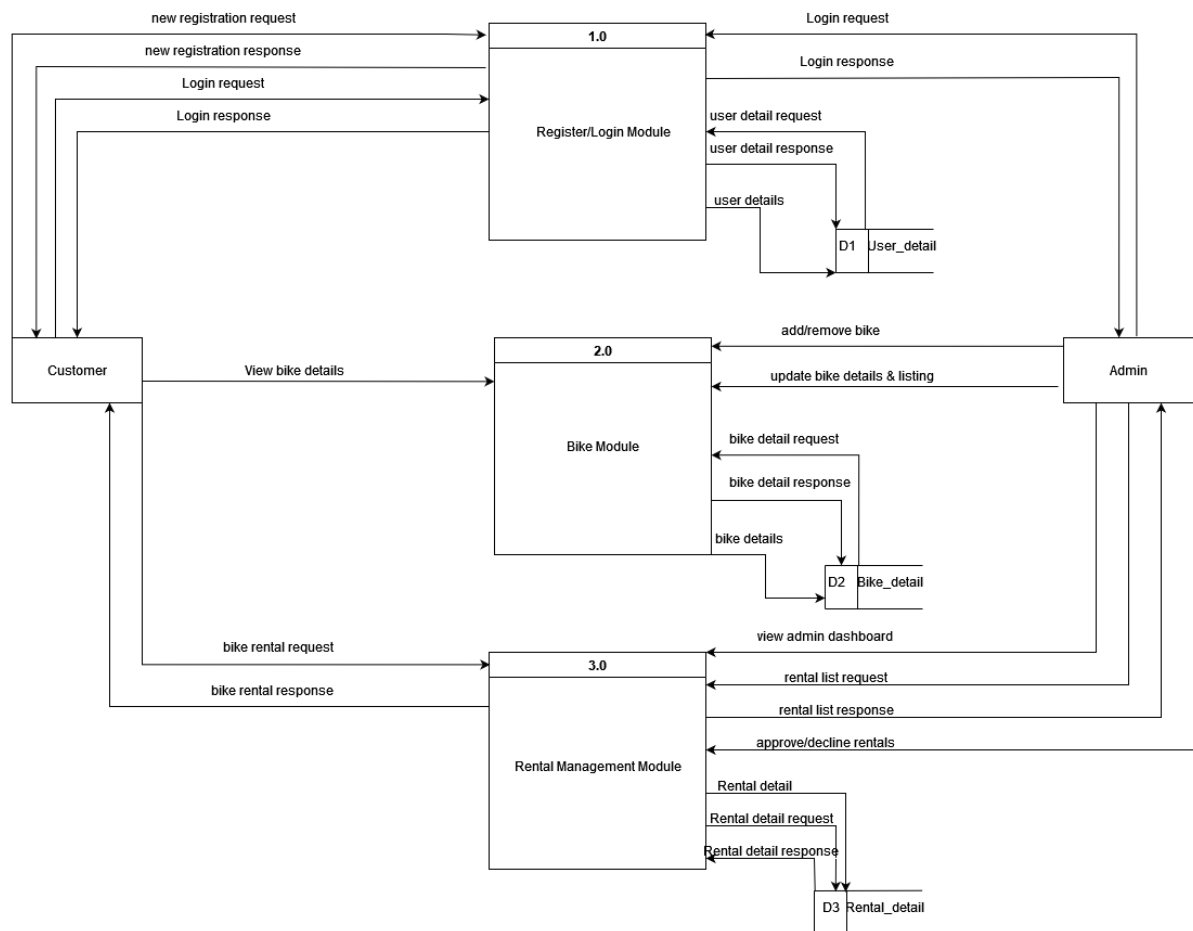 new registration request
Login request
1.0
new registration response
Login response
Login request
Login response
user detail request
Register/Login Module
user detail response
user details
D1
User_detail
add/remove bike
2.0
Customer
View bike details
update bike details & listing
Admin
bike detail request
Bike Module
bike detail response
bike details
D2
Bike_detail
view admin dashboard
bike rental request
3.0
rental list request
bike rental response
rental list response
approve/decline rentals
Rental Management Module
Rental detail
Rental detail request
Rental detail response
D3
Rental_detail